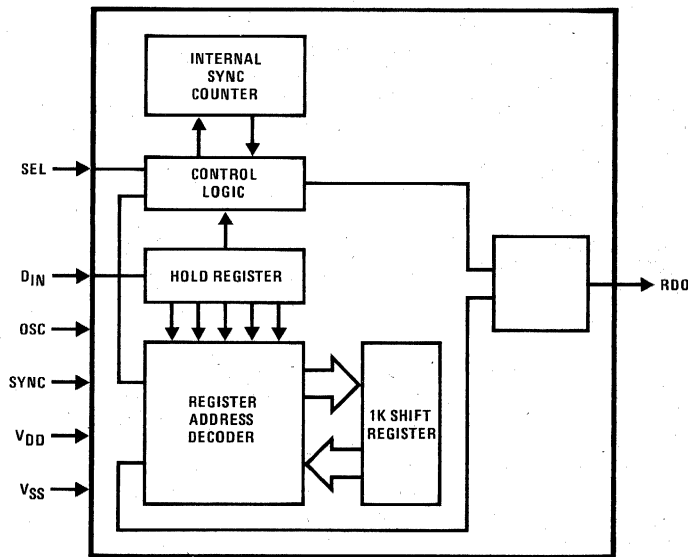 INTERNAL
SYNC
COUNTER
SEL
CONTROL
LOGIC
DIN
HOLD REGISTER
RDO
OSC
SYNC
REGISTER
ADDRESS
DECODER
1K SHIFT
REGISTER
VDD
VSS